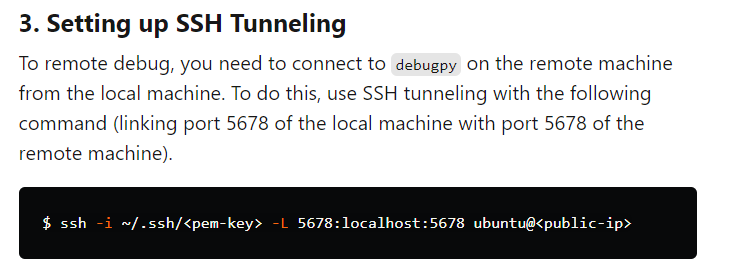 3. Setting up SSH Tunneling
To remote debug, you need to connect to debugpy on the remote machine
from the local machine. To do this, use SSH tunneling with the following
command (linking port 5678 of the local machine with port 5678 of the
remote machine).
$ ssh -i ~/.ssh/<pem-key> -L 5678:localhost:5678 ubuntu@<public-ip>